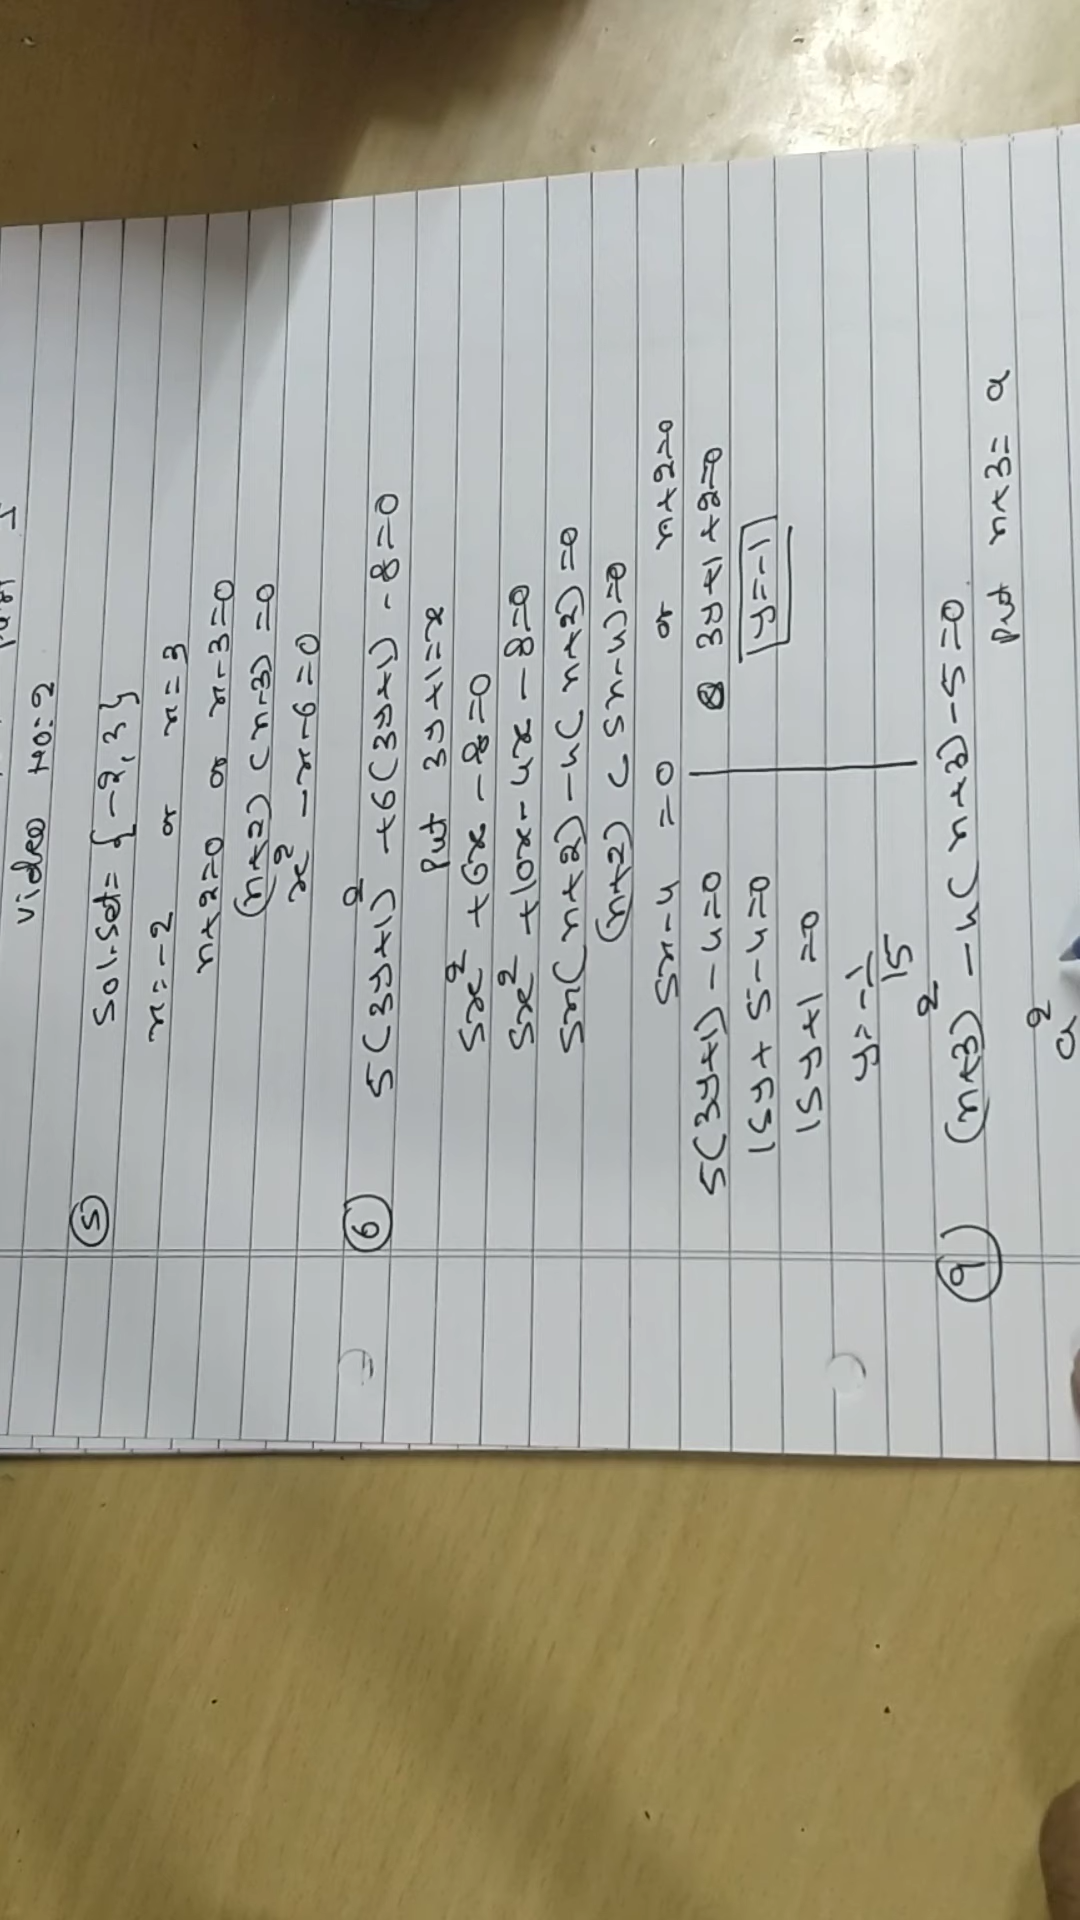 Video No: 2
⑤ Sol. Set = {-2, 3}
x = -2 or x = 3
x+2=0 or x-3=0
(x+2) (x-3) = 0
x² - x - 6 = 0
⑥ 5(3y+1)² + 6(3y+1) - 8 = 0
Put 3y+1 = x
5x² + 6x - 8 = 0
5x² + 10x - 4x - 8 = 0
5x(x+2) - 4(x+2) = 0
(x+2) (5x-4) = 0
5x-4 = 0 or x+2=0
5(3y+1) - 4=0 3y+1+2=0
15y + 5 - 4=0 y = -1
15y+1 = 0
y = -1/15
⑨ (x+3)² - 4(x+3) - 5 = 0
Put x+3 = a
a²